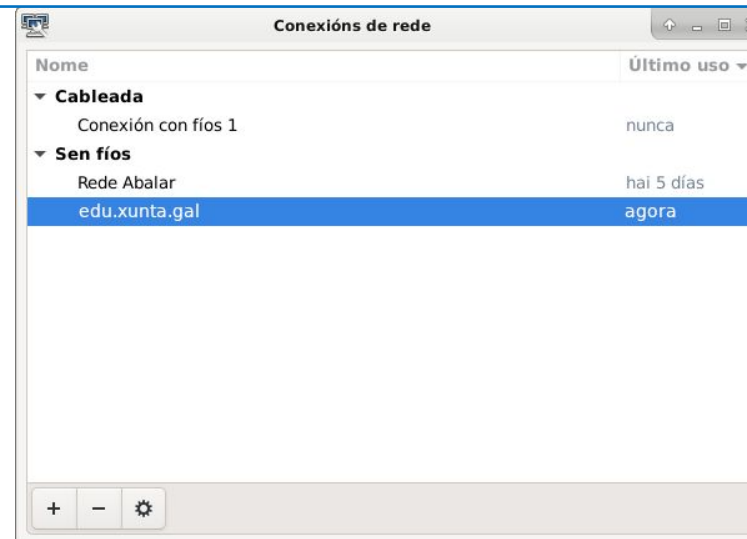 Conexións de rede
Nome Último uso
Cableada
Conexión con fíos 1 nunca
Sen fíos
Rede Abalar hai 5 días
edu.xunta.gal agora